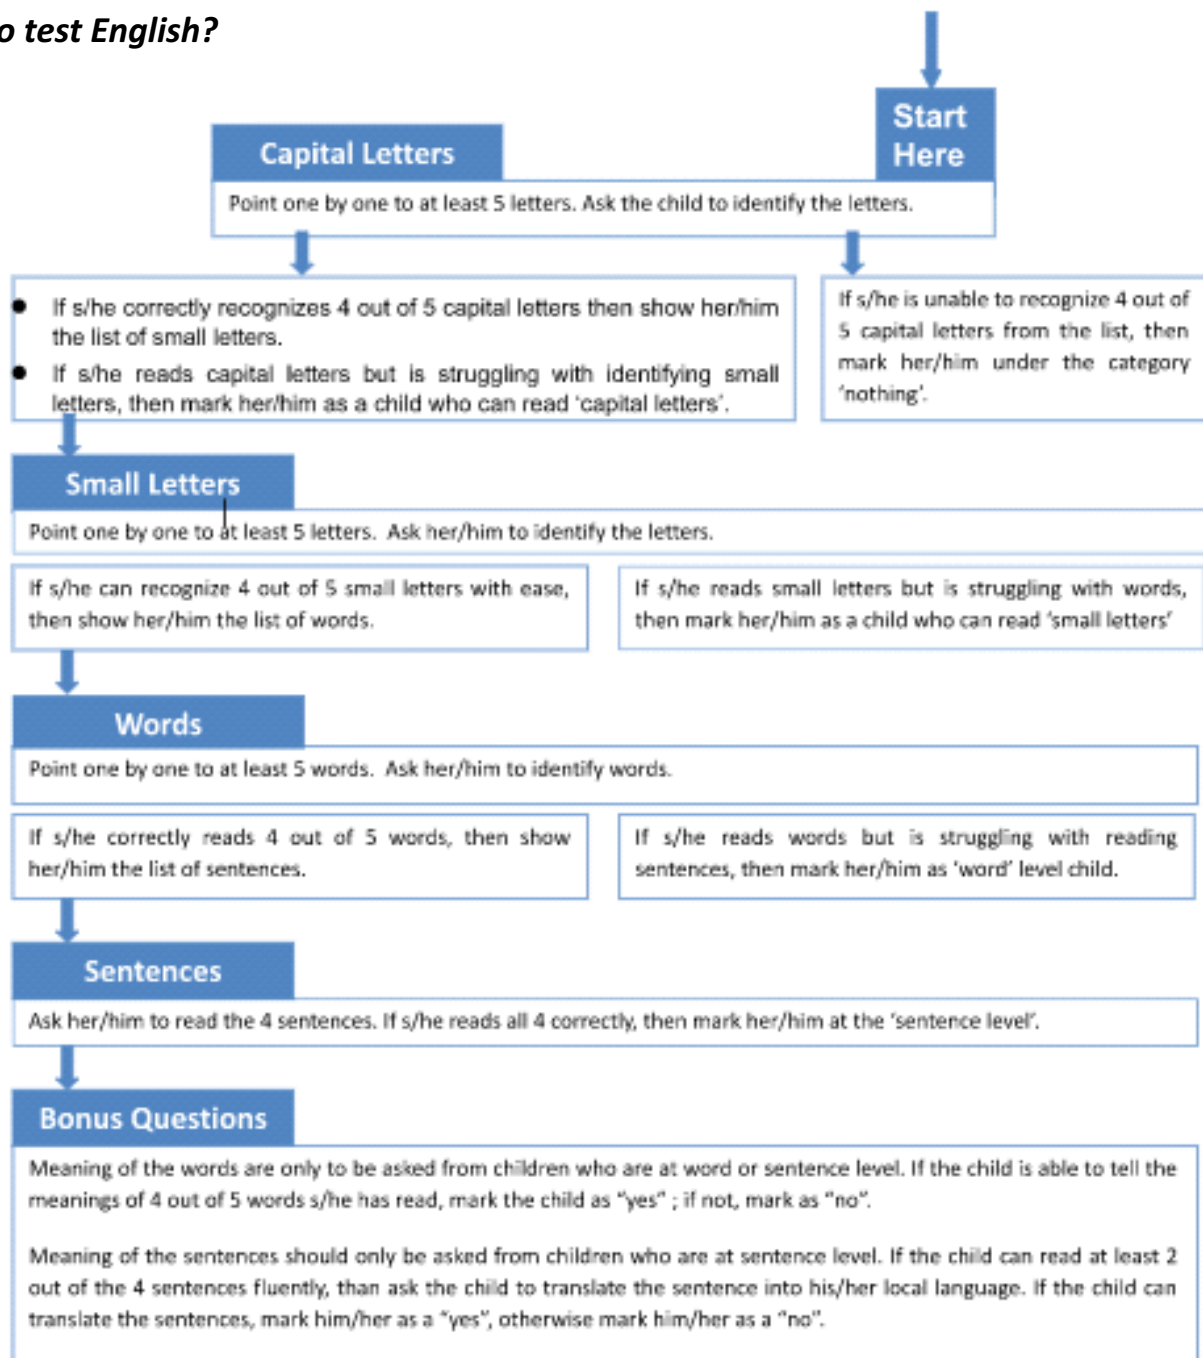 o test English?
Start
Here
Capital Letters
Point one by one to at least 5 letters. Ask the child to identify the letters.
● If s/he correctly recognizes 4 out of 5 capital letters then show her/him
the list of small letters.
● If s/he reads capital letters but is struggling with identifying small
letters, then mark her/him as a child who can read ‘capital letters’.
If s/he is unable to recognize 4 out of
5 capital letters from the list, then
mark her/him under the category
‘nothing’.
Small Letters
Point one by one to at least 5 letters. Ask her/him to identify the letters.
If s/he can recognize 4 out of 5 small letters with ease,
then show her/him the list of words.
If s/he reads small letters but is struggling with words,
then mark her/him as a child who can read ‘small letters’
Words
Point one by one to at least 5 words. Ask her/him to identify words.
If s/he correctly reads 4 out of 5 words, then show
her/him the list of sentences.
If s/he reads words but is struggling with reading
sentences, then mark her/him as ‘word’ level child.
Sentences
Ask her/him to read the 4 sentences. If s/he reads all 4 correctly, then mark her/him at the ‘sentence level’.
Bonus Questions
Meaning of the words are only to be asked from children who are at word or sentence level. If the child is able to tell the
meanings of 4 out of 5 words s/he has read, mark the child as “yes” ; if not, mark as “no”.
Meaning of the sentences should only be asked from children who are at sentence level. If the child can read at least 2
out of the 4 sentences fluently, than ask the child to translate the sentence into his/her local language. If the child can
translate the sentences, mark him/her as a “yes”, otherwise mark him/her as a “no”.